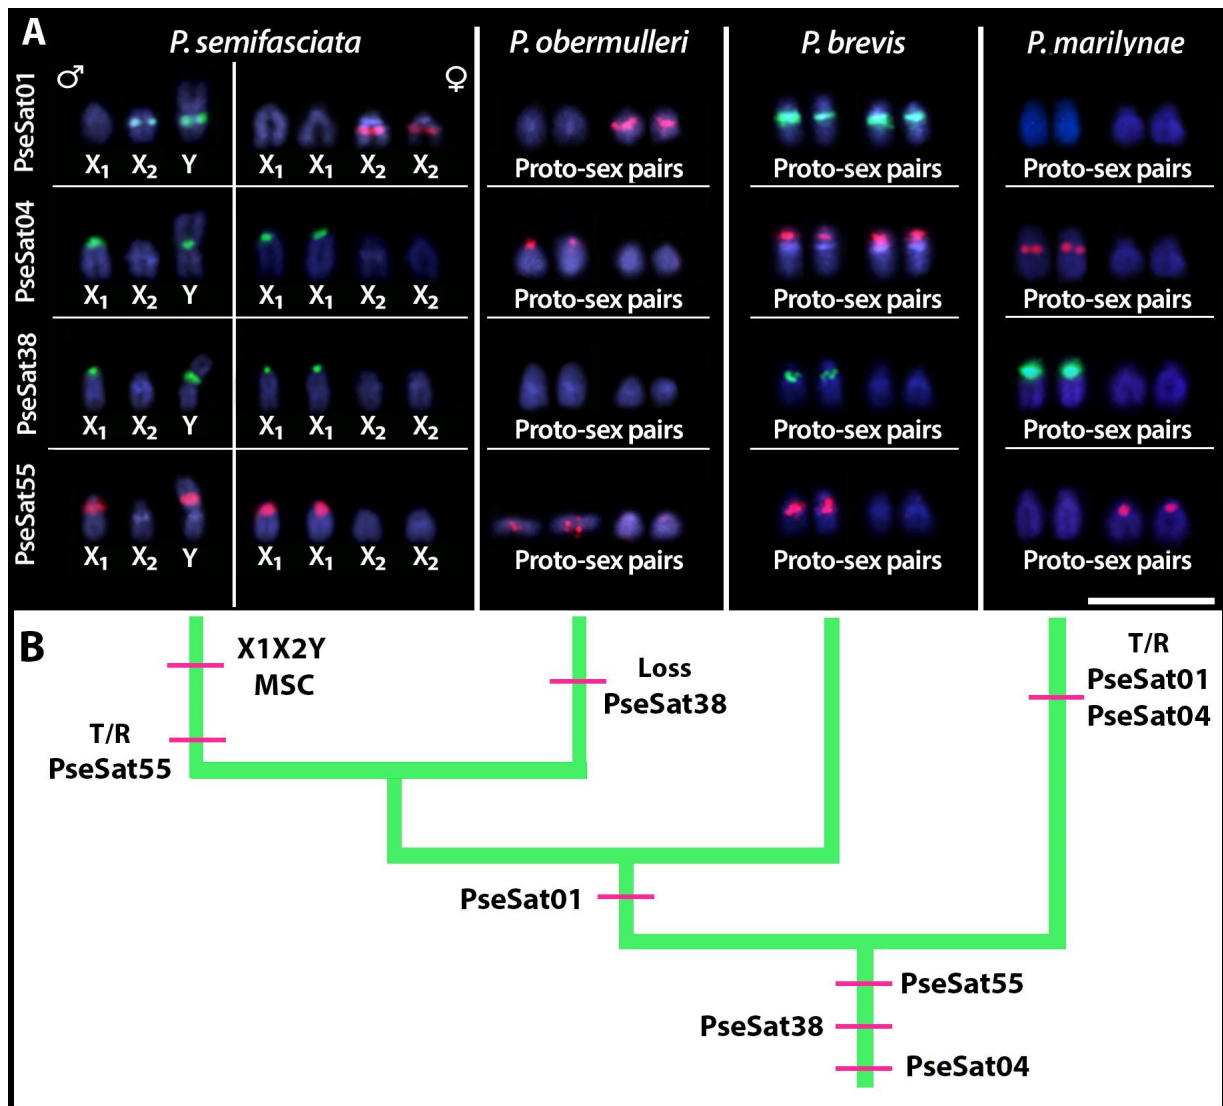 A
P. semifasciata
P. obermulleri
P. brevis
P. marilynae
♂
♀
PseSat01
X1 X2 Y
X1 X1 X2 X2
Proto-sex pairs
Proto-sex pairs
Proto-sex pairs
PseSat04
X1 X2 Y
X1 X1 X2 X2
Proto-sex pairs
Proto-sex pairs
Proto-sex pairs
PseSat38
X1 X2 Y
X1 X1 X2 X2
Proto-sex pairs
Proto-sex pairs
Proto-sex pairs
PseSat55
X1 X2 Y
X1 X1 X2 X2
Proto-sex pairs
Proto-sex pairs
Proto-sex pairs
B
X1X2Y
MSC
T/R
PseSat55
Loss
PseSat38
T/R
PseSat01
PseSat04
PseSat01
PseSat55
PseSat38
PseSat04